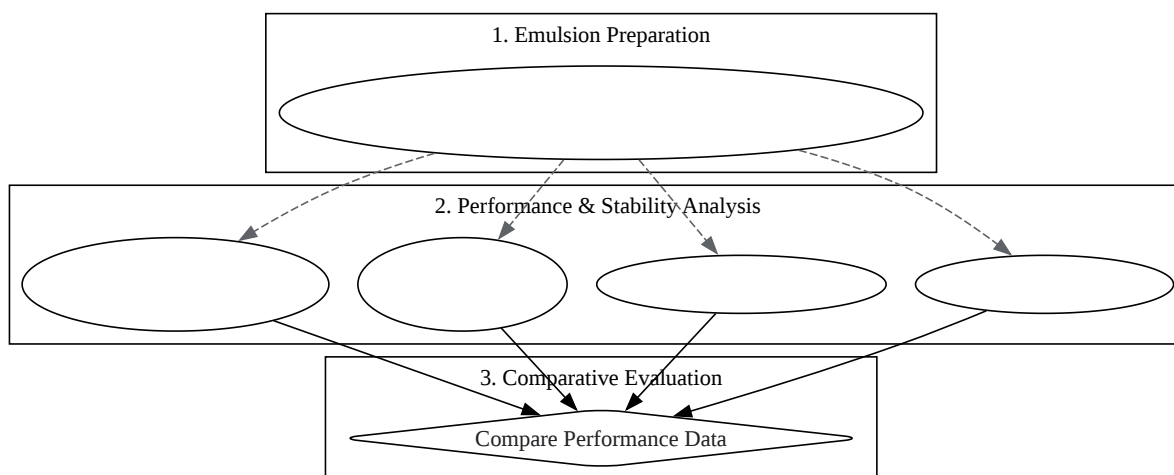 1. Emulsion Preparation
2. Performance & Stability Analysis
3. Comparative Evaluation
Compare Performance Data